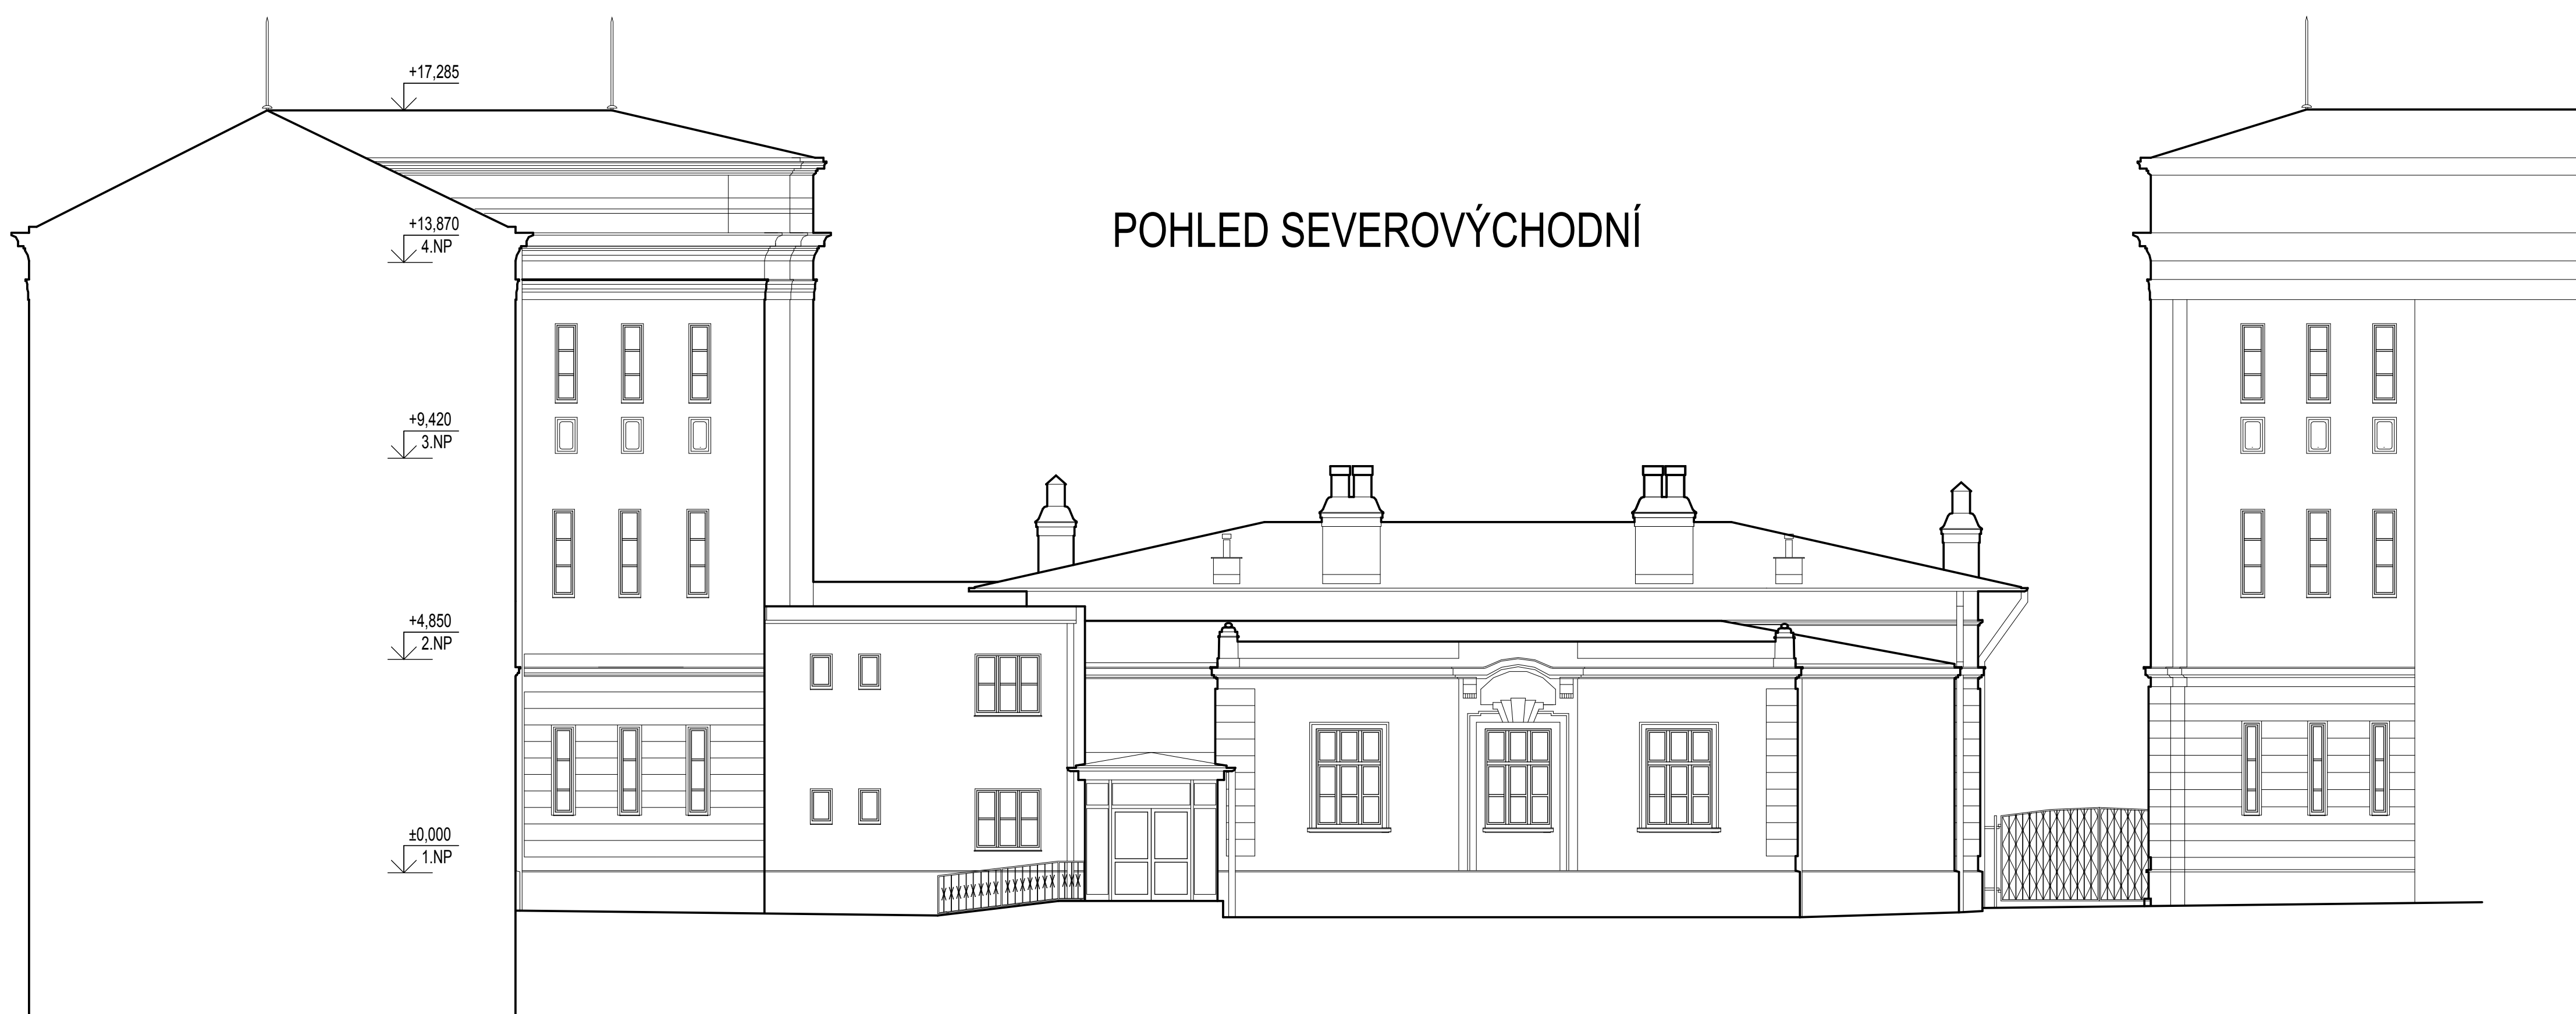 +17,285
POHLED SEVEROVÝCHODNÍ
+13,870
4.NP
+9,420
3.NP
+4,850
2.NP
±0,000
1.NP